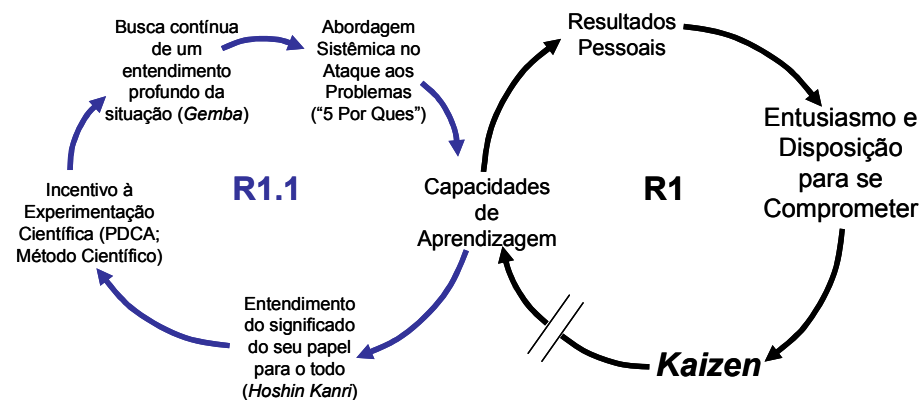 Busca contínua
de um
entendimento
profundo da
situação (Gemba)
Abordagem
Sistêmica no
Ataque aos
Problemas
(“5 Por Ques”)
Resultados
Pessoais
Entusiasmo e
Disposição
para se
Comprometer
R1.1
R1
Capacidades
de
Aprendizagem
Incentivo à
Experimentação
Científica (PDCA;
Método Científico)
Entendimento
do significado
do seu papel
para o todo
(Hoshin Kanri)
Kaizen